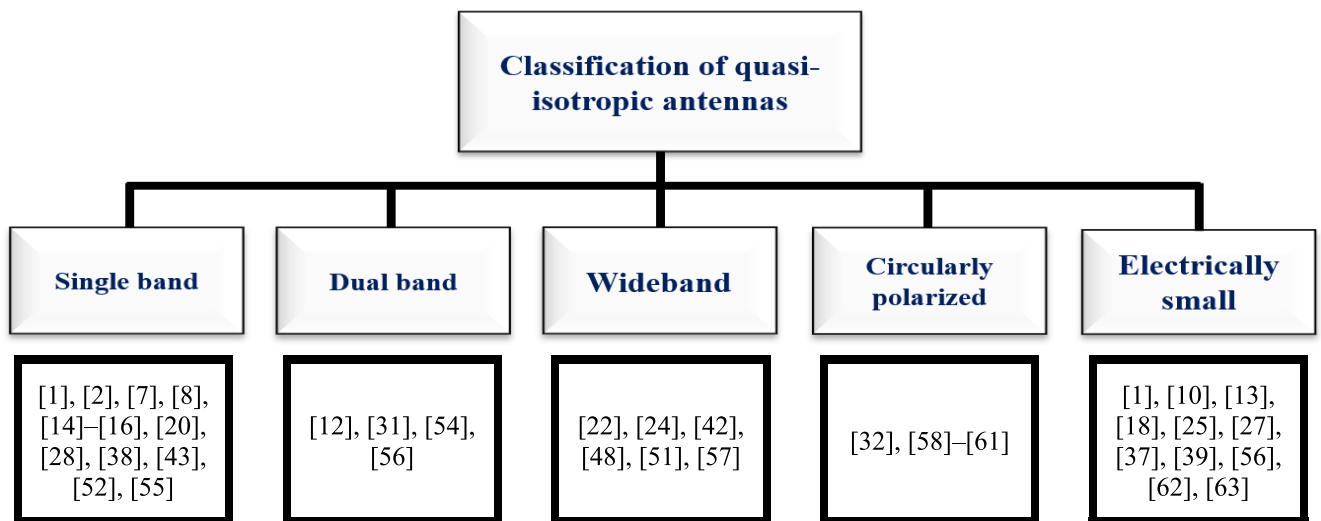 Classification of quasi-
isotropic antennas
Single band
Dual band
Wideband
Circularly
polarized
Electrically
small
[1], [2], [7], [8],
[14]–[16], [20],
[28], [38], [43],
[52], [55]
[12], [31], [54],
[56]
[22], [24], [42],
[48], [51], [57]
[32], [58]–[61]
[1], [10], [13],
[18], [25], [27],
[37], [39], [56],
[62], [63]